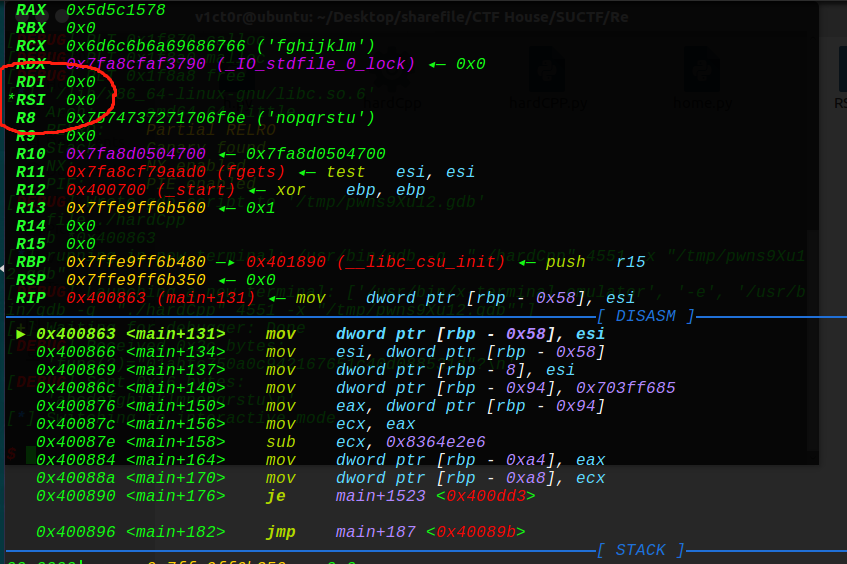 v1ct0r@ubuntu: ~/Desktop/sharefile/CTF House/SUCTF/Re
RAX 0x5d5c1578
RBX 0x0
RCX 0x6d6c6b6a69686766 ('fghijklm')
RDX 0x7fa8cfaf3790 (_IO_stdfile_0_lock) ◂— 0x0
RDI 0x0
*RSI 0x0
R8 0x7574737271706f6e ('nopqrstu')
R9 0x0
R10 0x7fa8d0504700 ◂— 0x7fa8d0504700
R11 0x7fa8cf79aad0 (fgets) ◂— test esi, esi
R12 0x400700 (_start) ◂— xor ebp, ebp
R13 0x7ffe9ff6b560 ◂— 0x1
R14 0x0
R15 0x0
RBP 0x7ffe9ff6b480 —▸ 0x401890 (__libc_csu_init) ◂— push r15
RSP 0x7ffe9ff6b350 ◂— 0x0
RIP 0x400863 (main+131) ◂— mov dword ptr [rbp - 0x58], esi
[ DISASM ]
► 0x400863 <main+131> mov dword ptr [rbp - 0x58], esi
0x400866 <main+134> mov esi, dword ptr [rbp - 0x58]
0x400869 <main+137> mov dword ptr [rbp - 8], esi
0x40086c <main+140> mov dword ptr [rbp - 0x94], 0x703ff685
0x400876 <main+150> mov eax, dword ptr [rbp - 0x94]
0x40087c <main+156> mov ecx, eax
0x40087e <main+158> sub ecx, 0x8364e2e6
0x400884 <main+164> mov dword ptr [rbp - 0xa4], eax
0x40088a <main+170> mov dword ptr [rbp - 0xa8], ecx
0x400890 <main+176> je main+1523 <0x400dd3>
0x400896 <main+182> jmp main+187 <0x40089b>
[ STACK ]